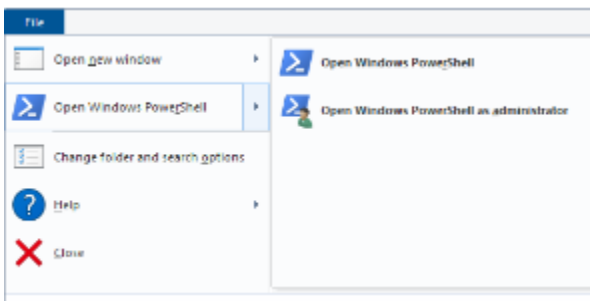 File
Open new window
Open Windows PowerShell
Change folder and search options
Help
Close
Open Windows PowerShell
Open Windows PowerShell as administrator